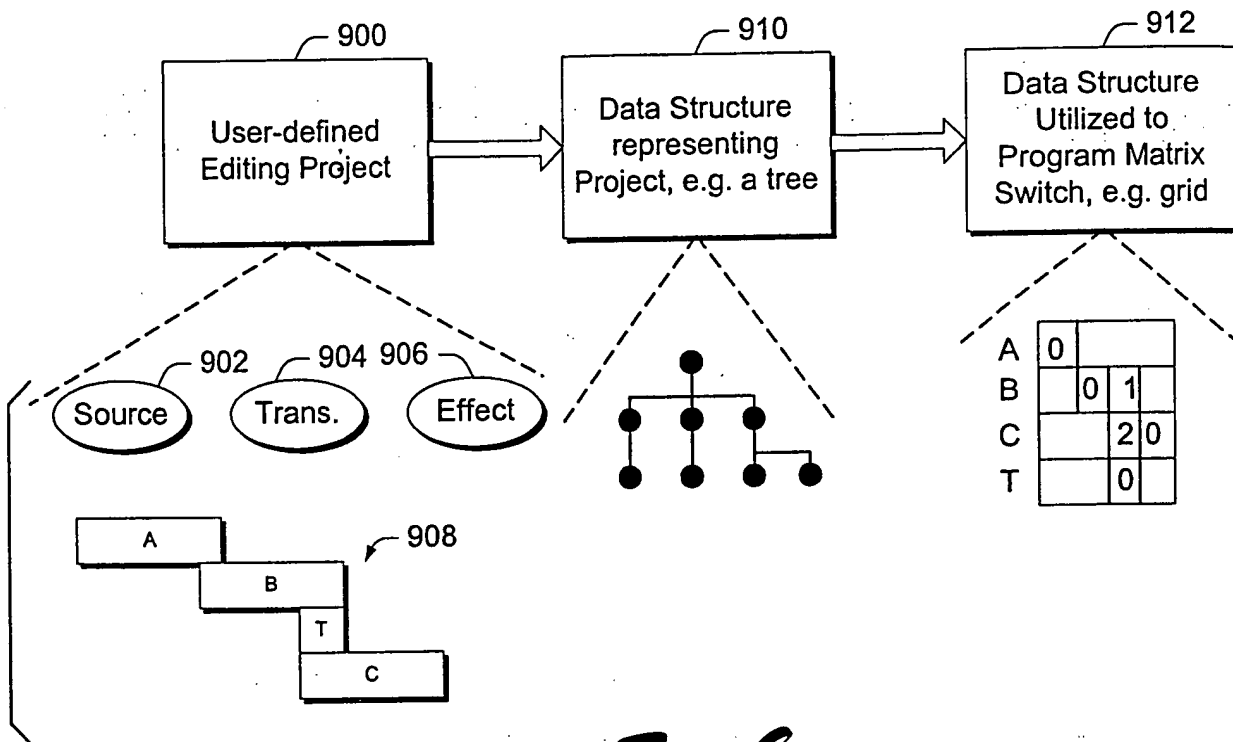 900
910
912
User-defined
Editing Project
Data Structure
representing
Project, e.g. a tree
Data Structure
Utilized to
Program Matrix
Switch, e.g. grid
902
904
906
Source
Trans.
Effect
A
B
T
C
908
A 0
B 0 1
C 2 0
T 0